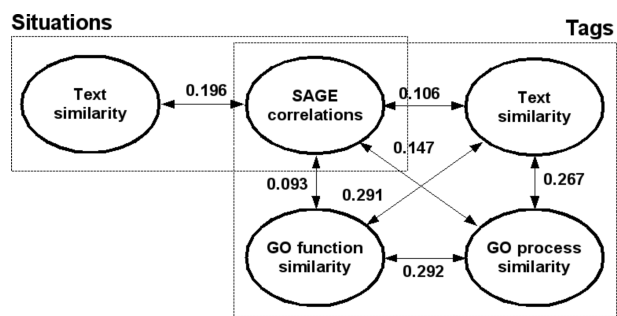 Situations
Tags
Text
similarity
0.196
SAGE
correlations
0.106
Text
similarity
0.147
0.093
0.291
0.267
GO function
similarity
0.292
GO process
similarity